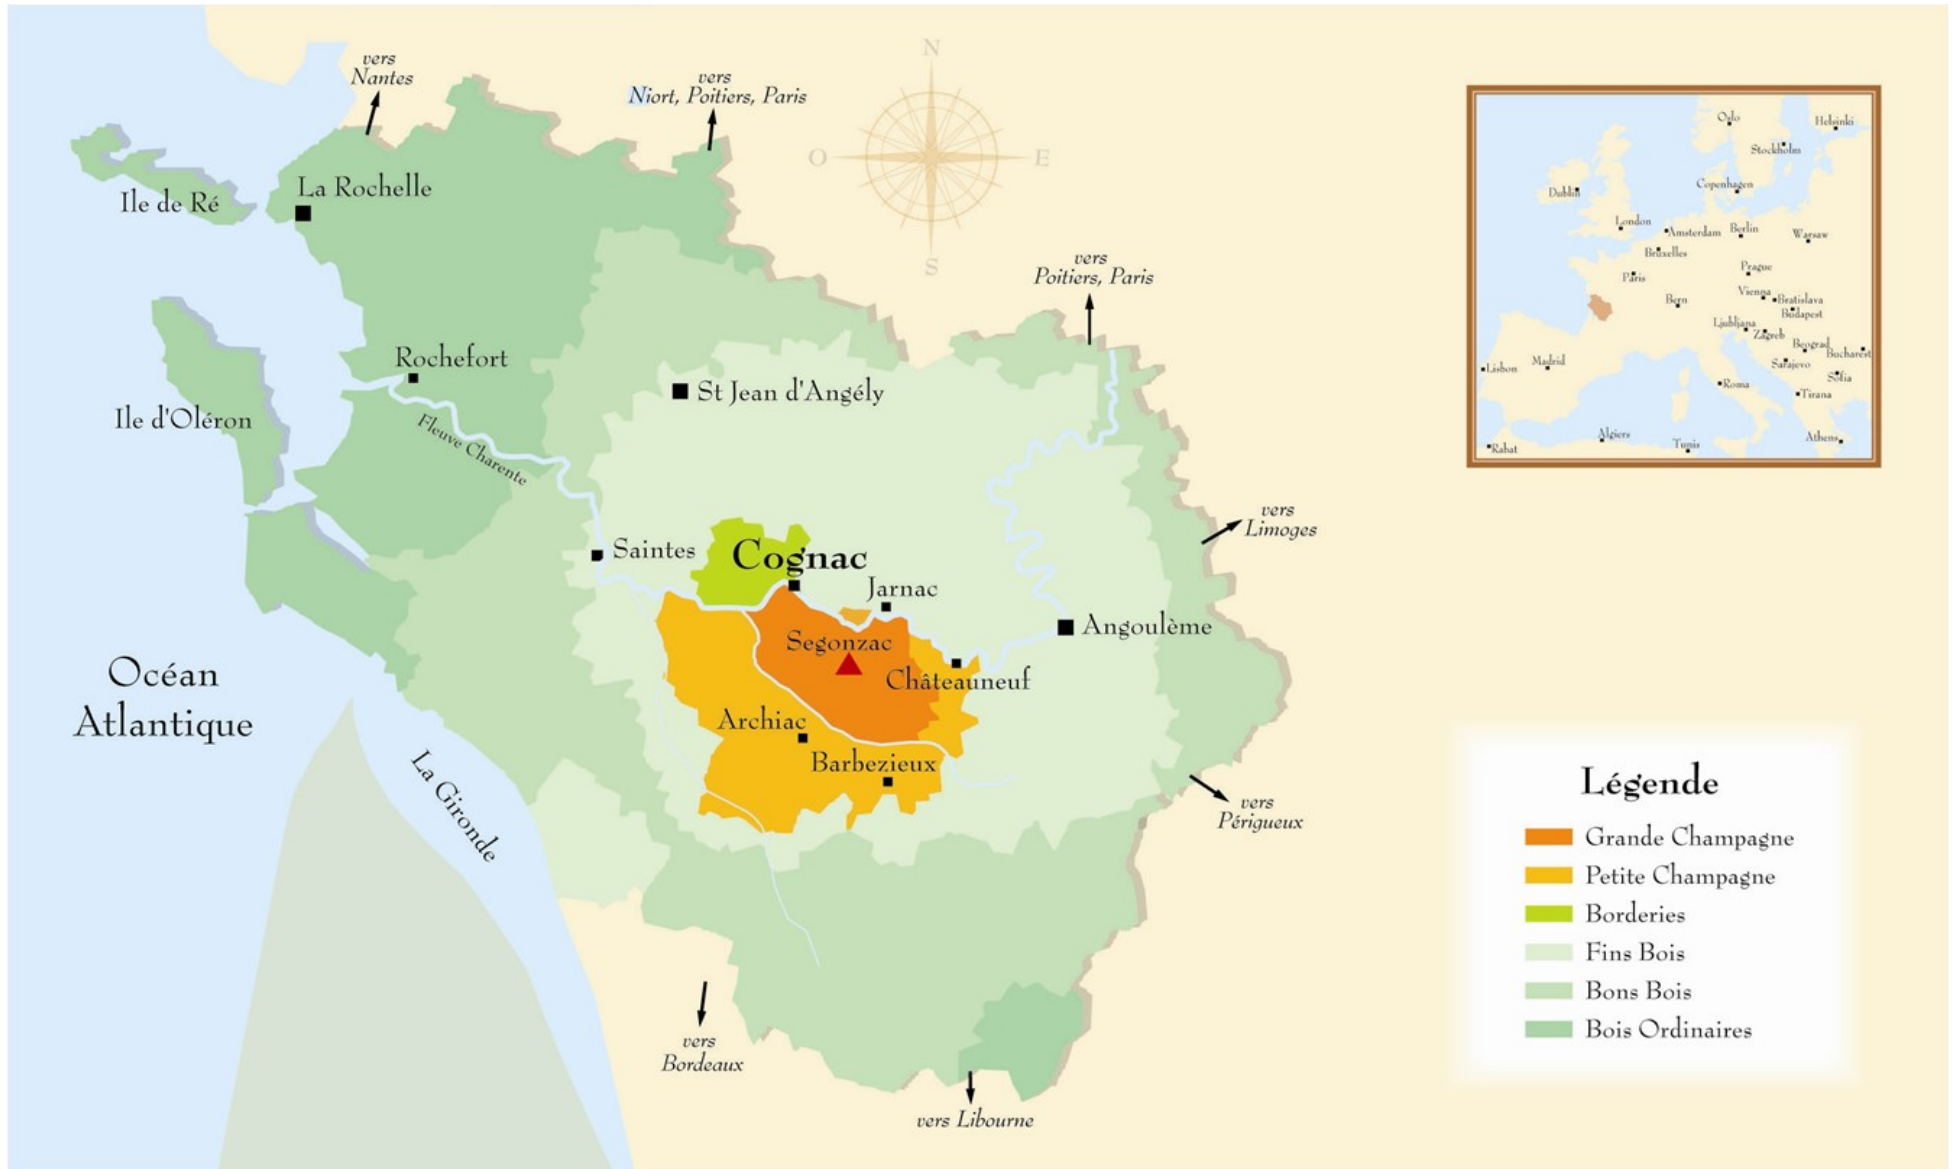 vers
Nantes
vers
Niort, Poitiers, Paris
N
O
E
S
Ile de Ré
La Rochelle
vers
Poitiers, Paris
Rochefort
St Jean d'Angély
Ile d'Oléron
Fleuve Charente
vers
Limoges
Saintes
Cognac
Jarnac
Angoulème
Segonzac
Châteauneuf
Océan
Atlantique
Archiac
Barbezieux
La Gironde
vers
Périgueux
vers
Bordeaux
vers Libourne
Oslo
Helsinki
Stockholm
Copenhagen
Dublin
London
Amsterdam
Berlin
Warsaw
Bruxelles
Paris
Prague
Vienna
Bratislava
Budapest
Bern
Ljubljana
Zagreb
Beograd
Bucharest
Sarajevo
Sofia
Madrid
Lisbon
Roma
Tirana
Algiers
Tunis
Athens
Rabat
Légende
Grande Champagne
Petite Champagne
Borderies
Fins Bois
Bons Bois
Bois Ordinaires